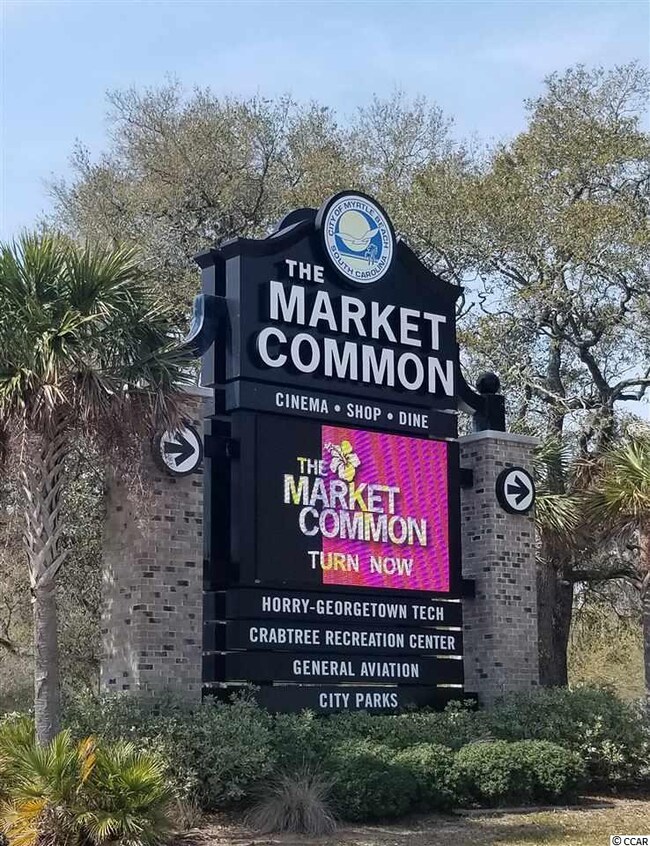 CITY OF MYRTLE BEACH
SOUTH CAROLINA
THE
MARKET
COMMON
CINEMA • SHOP • DINE
THE
MARKET
COMMON
TURN NOW
HORRY-GEORGETOWN TECH
CRABTREE RECREATION CENTER
GENERAL AVIATION
CITY PARKS
© CCAR